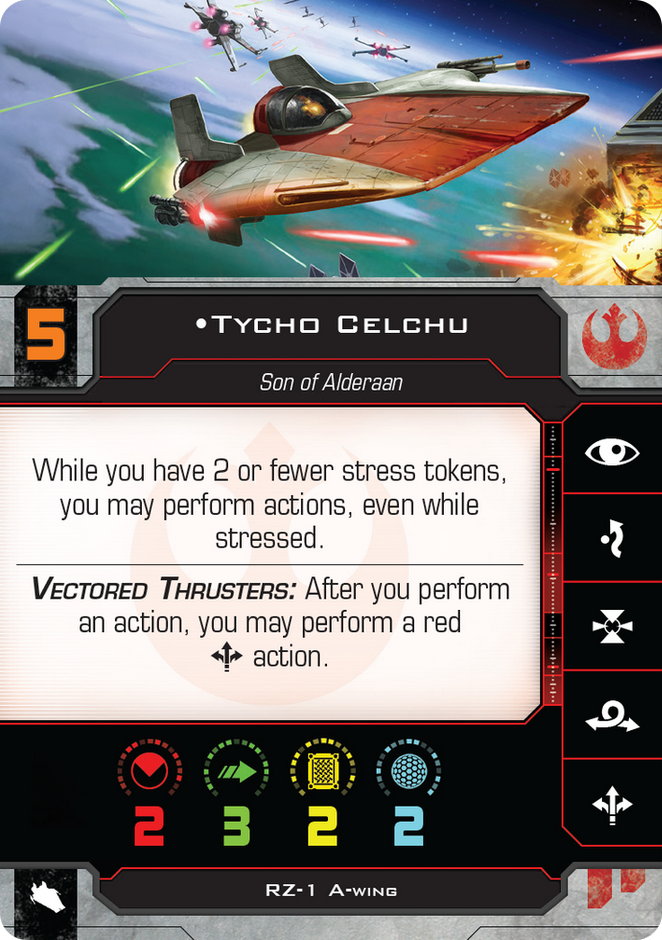 5
•Tycho Celchu
Son of Alderaan
While you have 2 or fewer stress tokens,
you may perform actions, even while
stressed.
Vectored Thrusters: After you perform
an action, you may perform a red
action.
2 3 2 2
RZ-1 A-wing